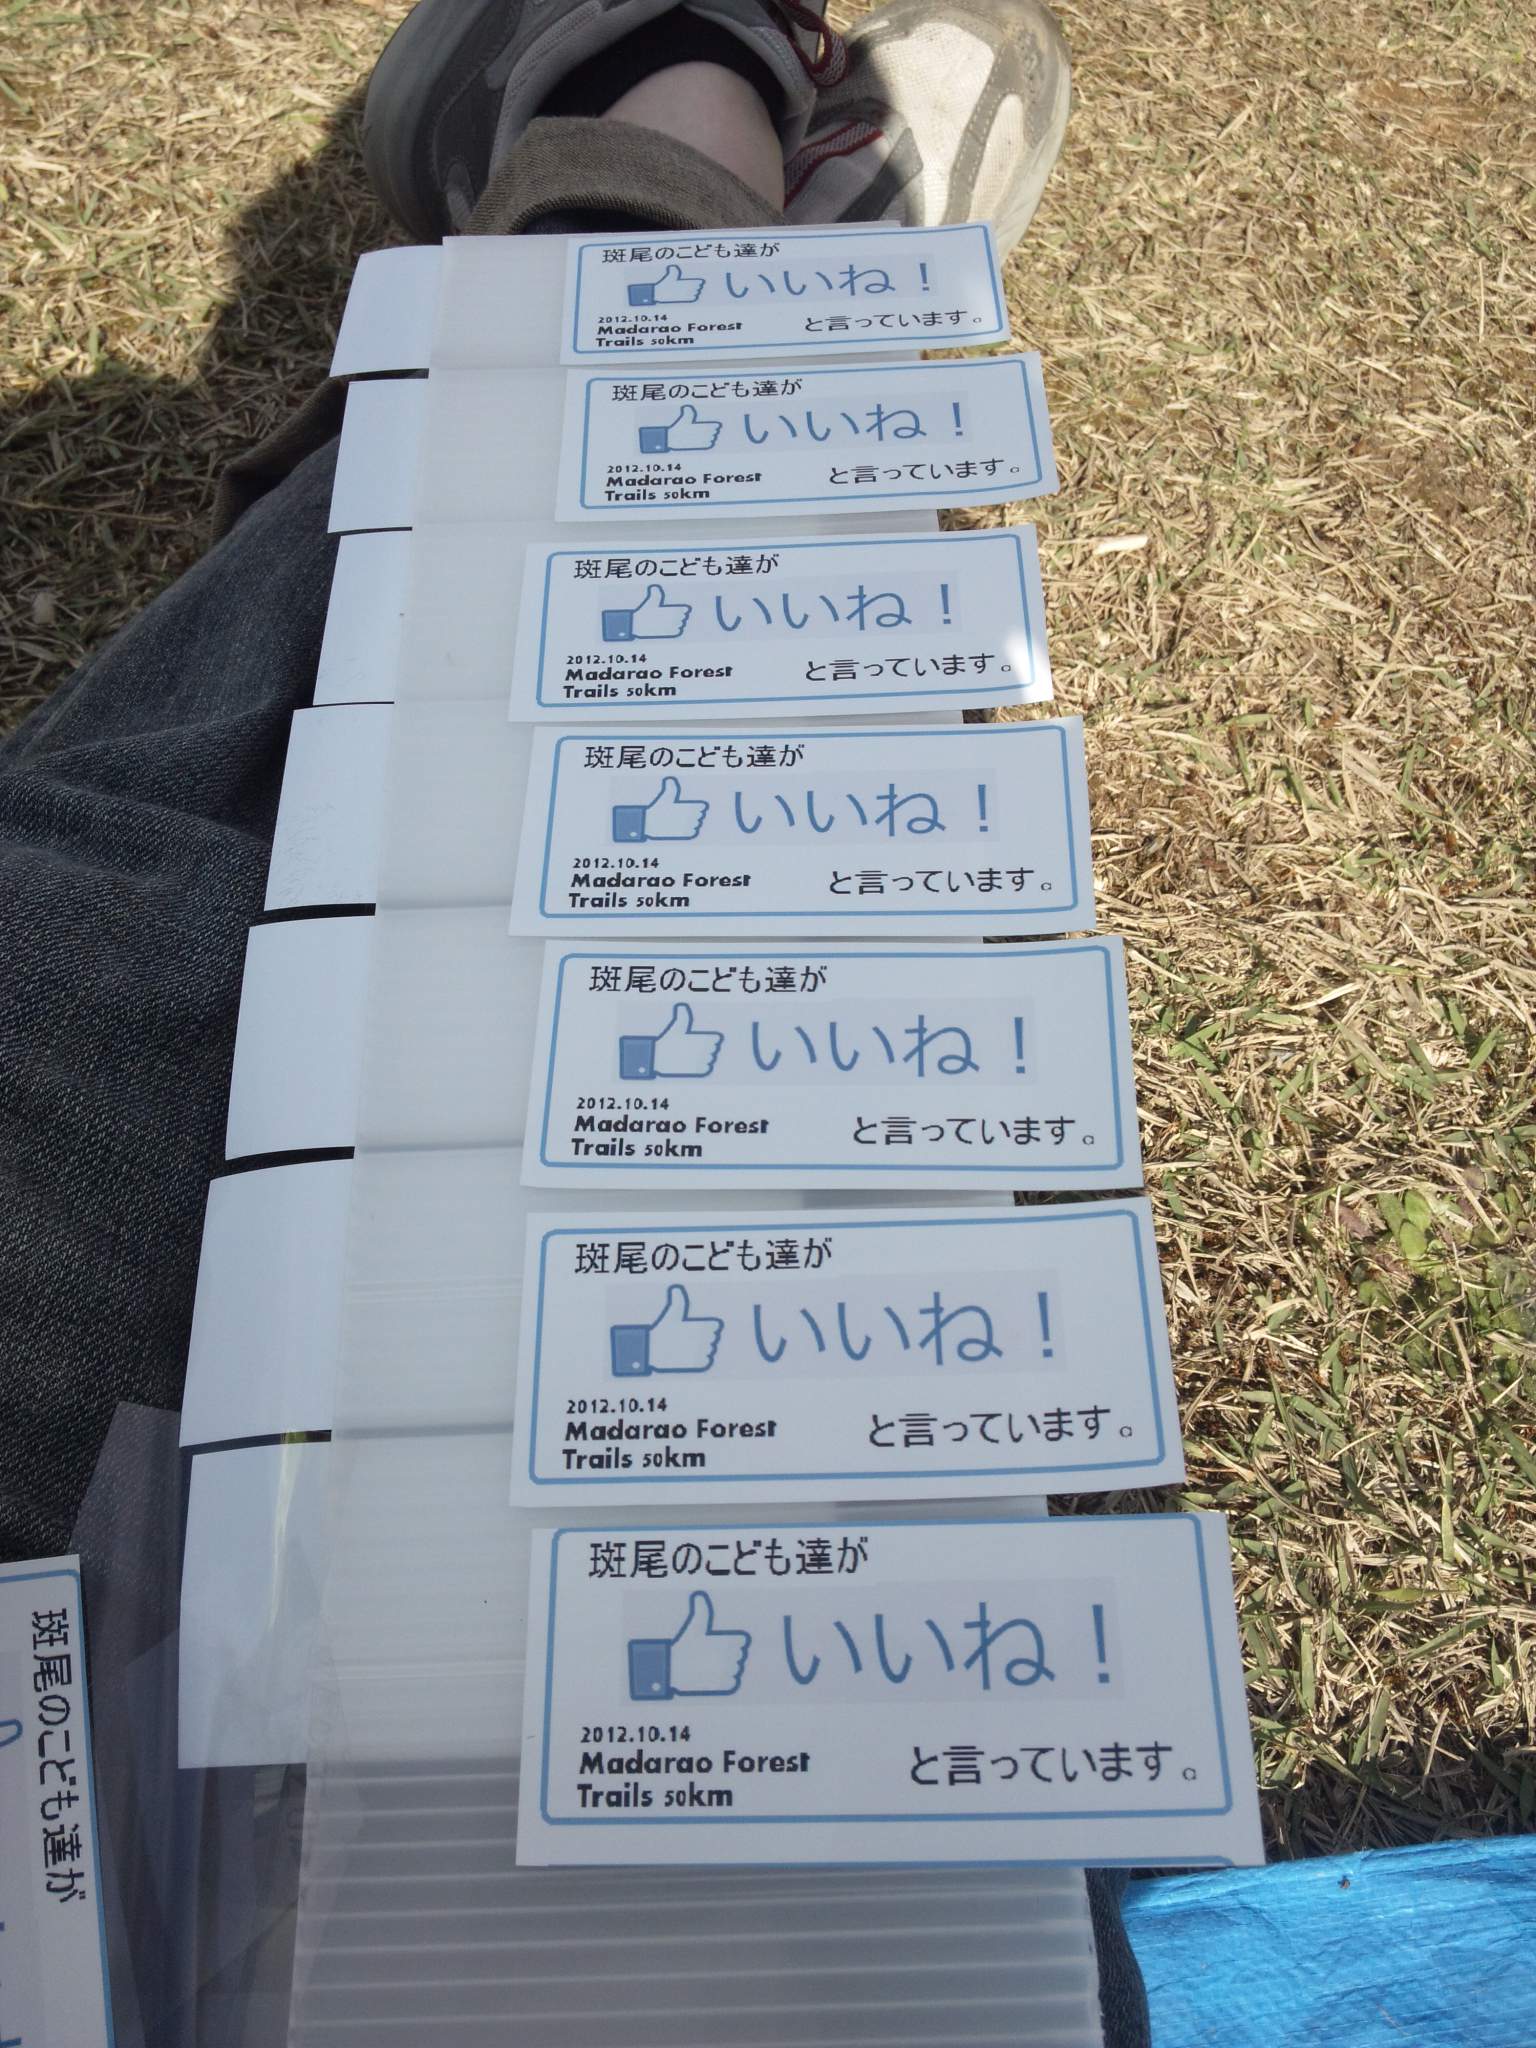 斑尾のこども達が
いいね！
2012.10.14
Madarao Forest
Trails 50km
と言っています。
斑尾のこども達が
いいね！
2012.10.14
Madarao Forest
Trails 50km
と言っています。
斑尾のこども達が
いいね！
2012.10.14
Madarao Forest
Trails 50km
と言っています。
斑尾のこども達が
いいね！
2012.10.14
Madarao Forest
Trails 50km
と言っています。
斑尾のこども達が
いいね！
2012.10.14
Madarao Forest
Trails 50km
と言っています。
斑尾のこども達が
いいね！
2012.10.14
Madarao Forest
Trails 50km
と言っています。
斑尾のこども達が
いいね！
2012.10.14
Madarao Forest
Trails 50km
と言っています。
斑尾のこども達が